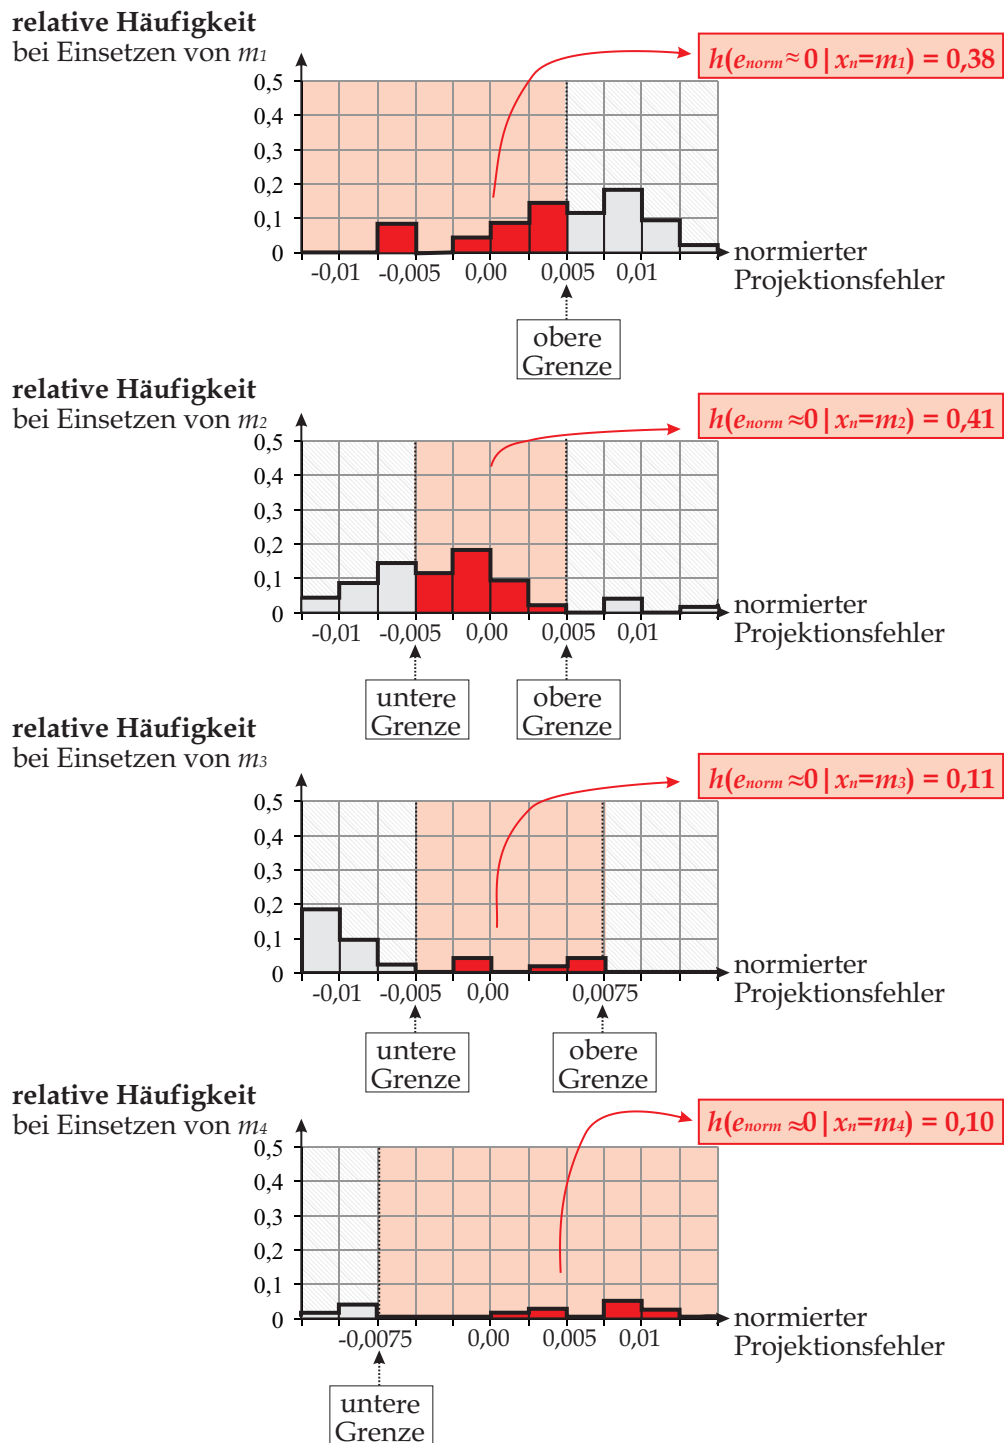 relative Häufigkeit
bei Einsetzen von m1
h(enorm≈0|xn=m1) = 0,38
0,5
0,4
0,3
0,2
0,1
0
-0,01 -0,005 0,00 0,005 0,01
normierter
Projektionsfehler
obere
Grenze
relative Häufigkeit
bei Einsetzen von m2
h(enorm≈0|xn=m2) = 0,41
0,5
0,4
0,3
0,2
0,1
0
-0,01 -0,005 0,00 0,005 0,01
normierter
Projektionsfehler
untere
Grenze
obere
Grenze
relative Häufigkeit
bei Einsetzen von m3
h(enorm≈0|xn=m3) = 0,11
0,5
0,4
0,3
0,2
0,1
0
-0,01 -0,005 0,00 0,0075
normierter
Projektionsfehler
untere
Grenze
obere
Grenze
relative Häufigkeit
bei Einsetzen von m4
h(enorm≈0|xn=m4) = 0,10
0,5
0,4
0,3
0,2
0,1
0
-0,0075 0,00 0,005 0,01
normierter
Projektionsfehler
untere
Grenze